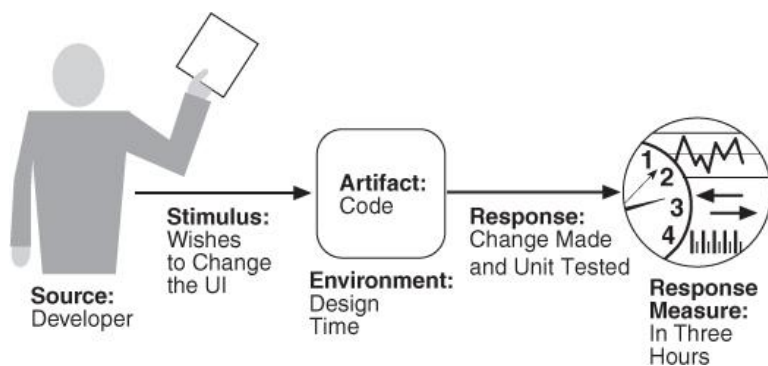 Source:
Developer
Stimulus:
Wishes
to Change
the UI
Artifact:
Code
Environment:
Design
Time
Response:
Change Made
and Unit Tested
1
2
3
4
Response
Measure:
In Three
Hours